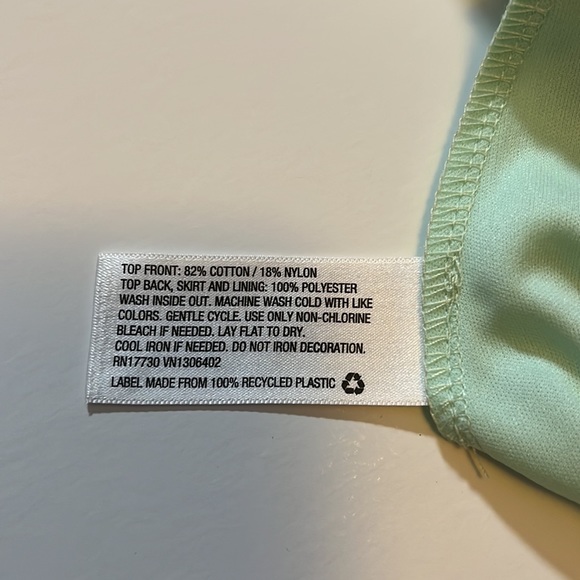 TOP FRONT: 82% COTTON / 18% NYLON
TOP BACK, SKIRT AND LINING: 100% POLYESTER
WASH INSIDE OUT. MACHINE WASH COLD WITH LIKE
COLORS. GENTLE CYCLE. USE ONLY NON-CHLORINE
BLEACH IF NEEDED. LAY FLAT TO DRY.
COOL IRON IF NEEDED. DO NOT IRON DECORATION.
RN17730 VN1306402
LABEL MADE FROM 100% RECYCLED PLASTIC